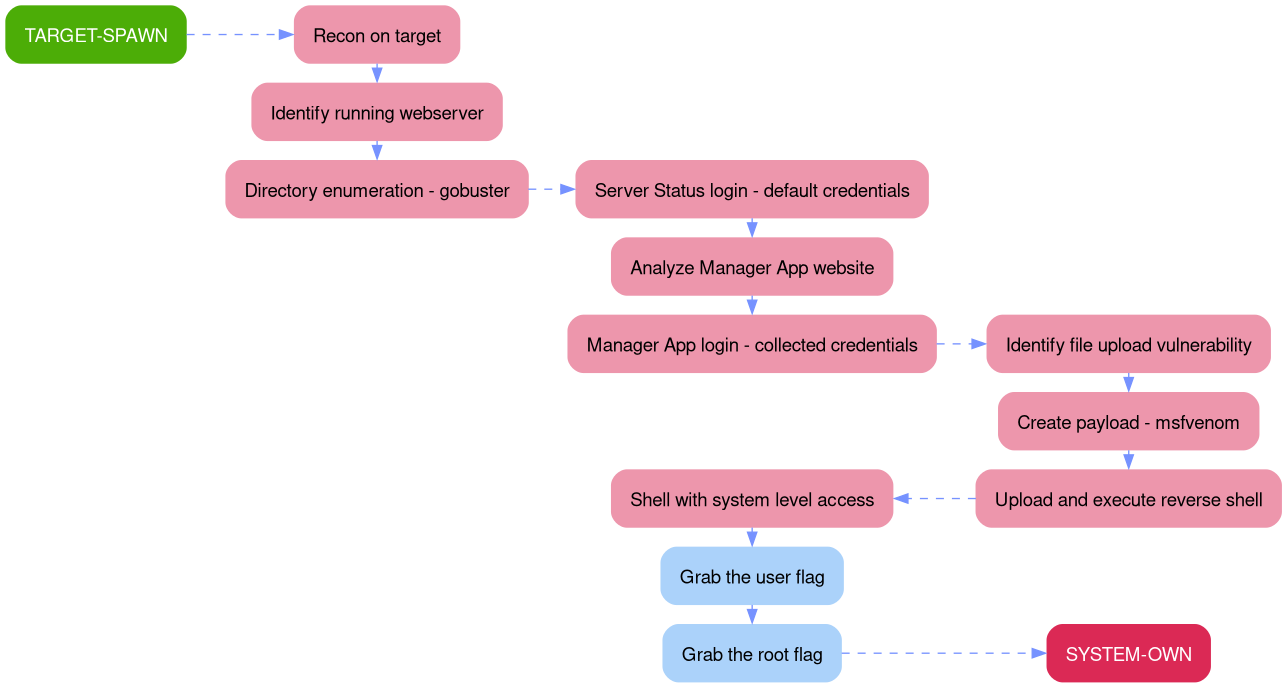 TARGET-SPAWN
Recon on target
Identify running webserver
Directory enumeration - gobuster
Server Status login - default credentials
Analyze Manager App website
Manager App login - collected credentials
Identify file upload vulnerability
Create payload - msfvenom
Upload and execute reverse shell
Shell with system level access
Grab the user flag
Grab the root flag
SYSTEM-OWN